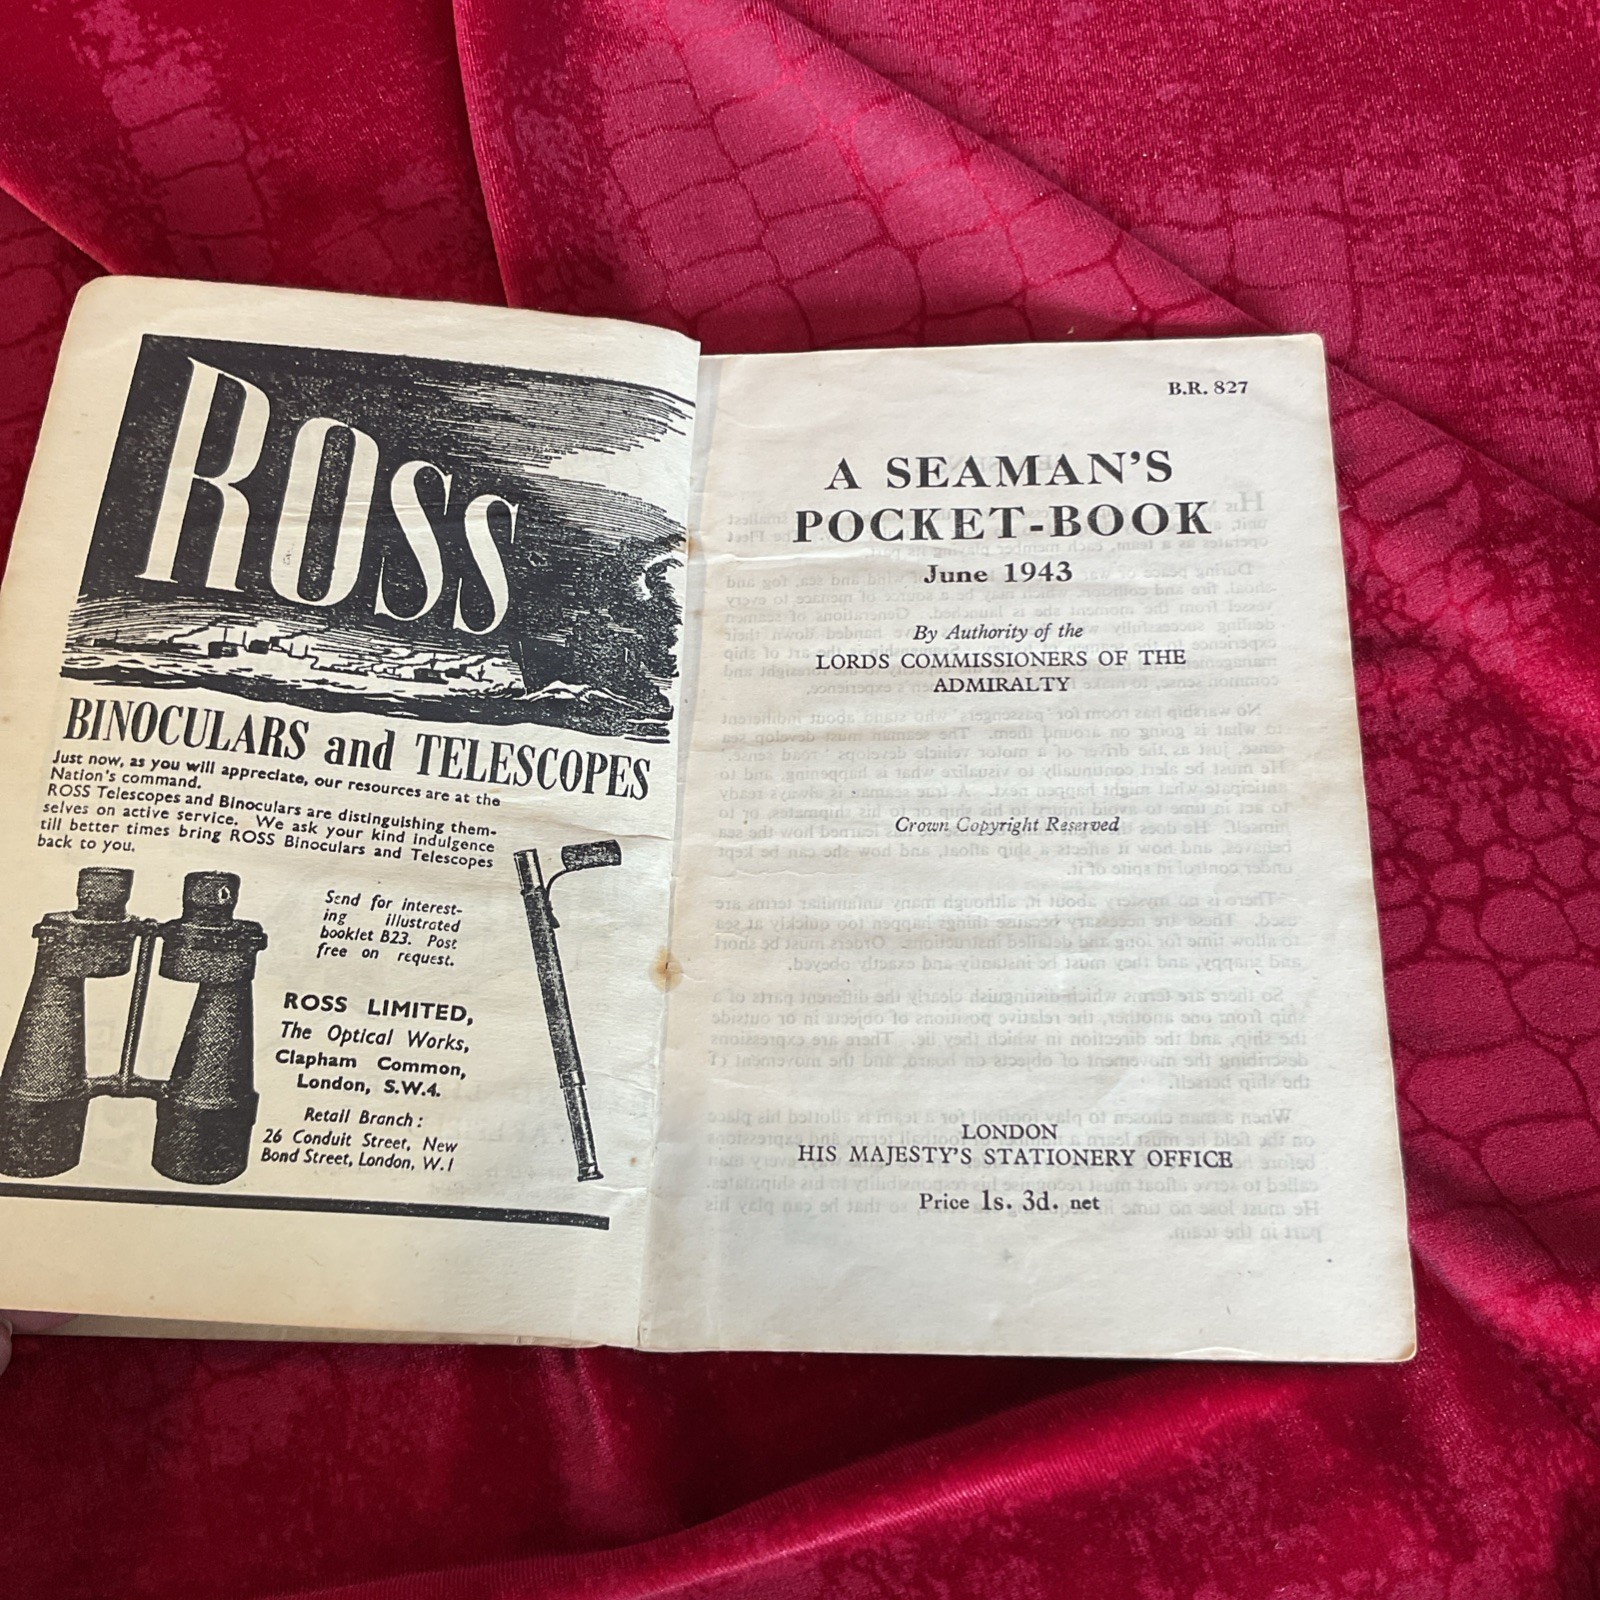 ROSS
BINOCULARS and TELESCOPES
Just now, as you will appreciate, our resources are at the
Nation's command.
ROSS Telescopes and Binoculars are distinguishing them-
selves on active service. We ask your kind indulgence
till better times bring ROSS Binoculars and Telescopes
back to you.
Send for interest-
ing illustrated
booklet B23. Post
free on request.
ROSS LIMITED,
The Optical Works,
Clapham Common,
London, S.W.4.
Retail Branch:
26 Conduit Street, New
Bond Street, London, W.1
B.R. 827
A SEAMAN'S
POCKET-BOOK
June 1943
By Authority of the
LORDS COMMISSIONERS OF THE
ADMIRALTY
Crown Copyright Reserved
LONDON
HIS MAJESTY'S STATIONERY OFFICE
Price 1s. 3d. net